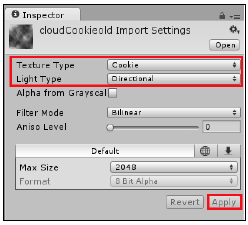 Inspector
cloudCookieold Import Settings
Open
Texture Type Cookie
Light Type Directional
Alpha from Grayscal
Filter Mode Bilinear
Aniso Level 0
Default
Max Size 2048
Format 8 Bit Alpha
Revert Apply